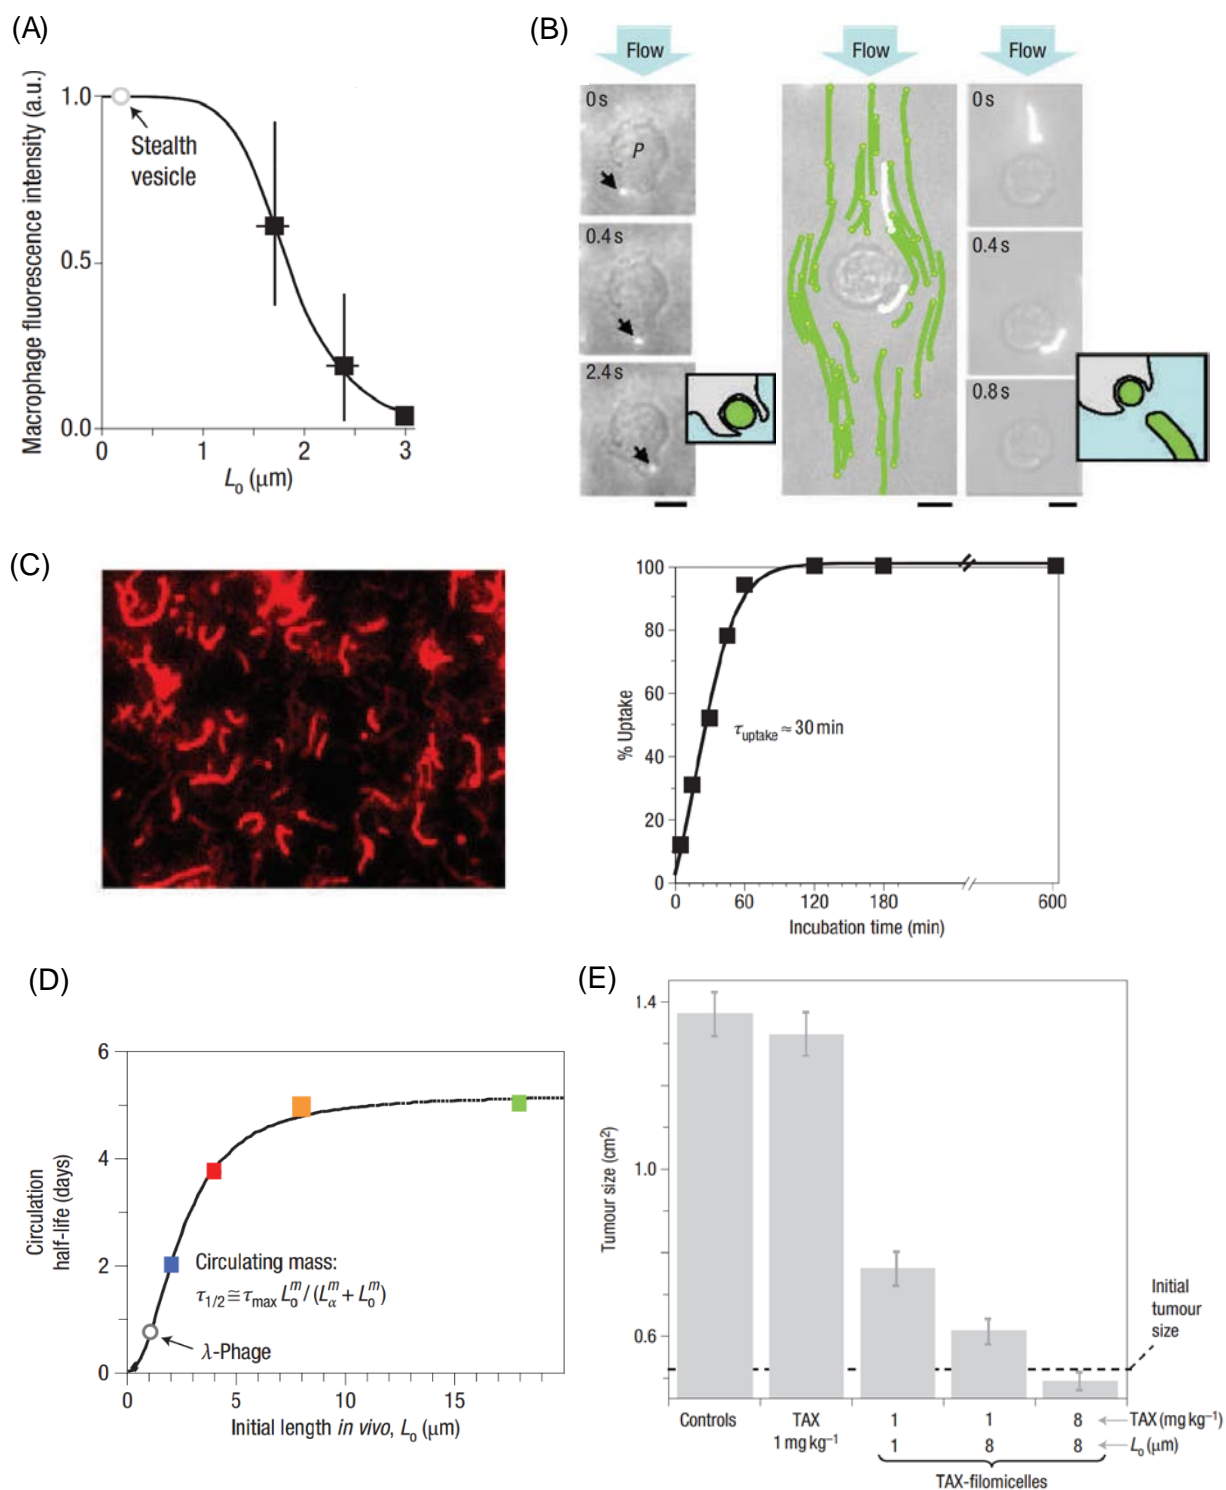 (A)
Macrophage fluorescence intensity (a.u.)
1.0
0.5
0.0
Stealth
vesicle
0
1
2
3
L₀ (μm)
(B)
Flow
Flow
Flow
0 s
P
0.4 s
2.4 s
0 s
0.4 s
0.8 s
(C)
% Uptake
100
80
60
40
20
0
τuptake ≈ 30 min
0
60
120
180
600
Incubation time (min)
(D)
Circulation
half-life (days)
6
4
2
0
Circulating mass:
τ1/2 ≅ τmax L₀ᵐ / (Lαᵐ + L₀ᵐ)
λ-Phage
0
5
10
15
Initial length in vivo, L₀ (μm)
(E)
Tumour size (cm²)
1.4
1.0
0.6
Initial
tumour
size
Controls
TAX
1 mg kg⁻¹
1 1 8 TAX (mg kg⁻¹)
1 8 8 L₀ (μm)
TAX-filomicelles